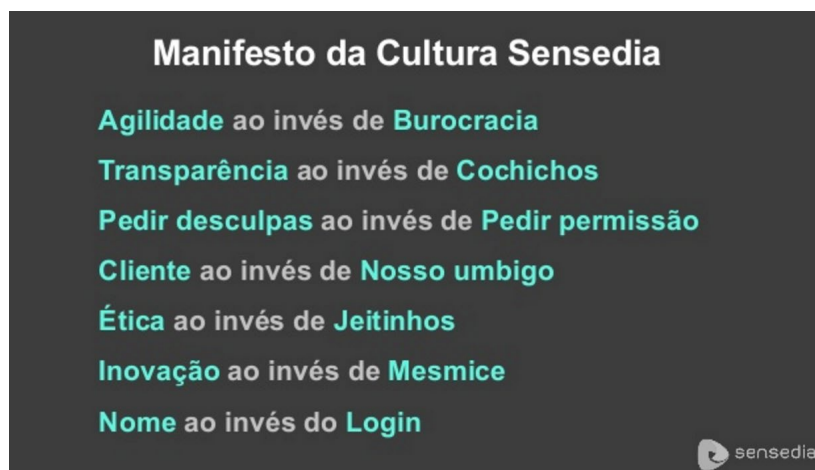 Manifesto da Cultura Sensedia
Agilidade ao invés de Burocracia
Transparência ao invés de Cochichos
Pedir desculpas ao invés de Pedir permissão
Cliente ao invés de Nosso umbigo
Ética ao invés de Jeitinhos
Inovação ao invés de Mesmice
Nome ao invés do Login
sensedia